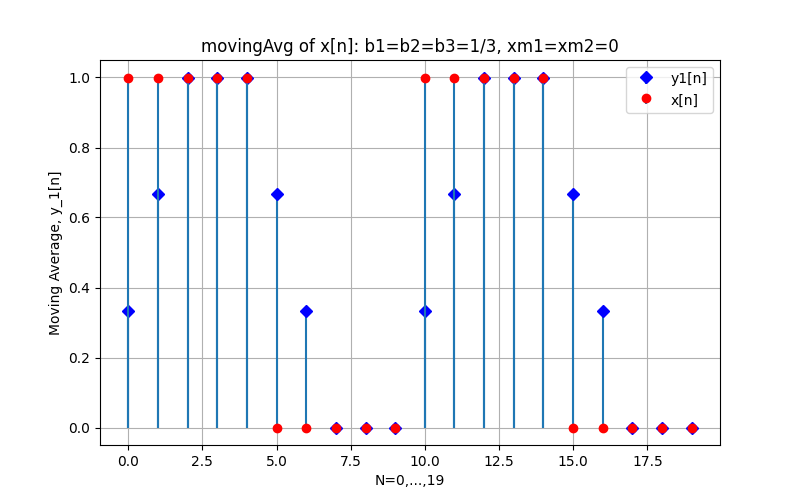 movingAvg of x[n]: b1=b2=b3=1/3, xm1=xm2=0
1.0
0.8
0.6
0.4
0.2
0.0
Moving Average, y_1[n]
y1[n]
x[n]
0.0 2.5 5.0 7.5 10.0 12.5 15.0 17.5
N=0,...,19